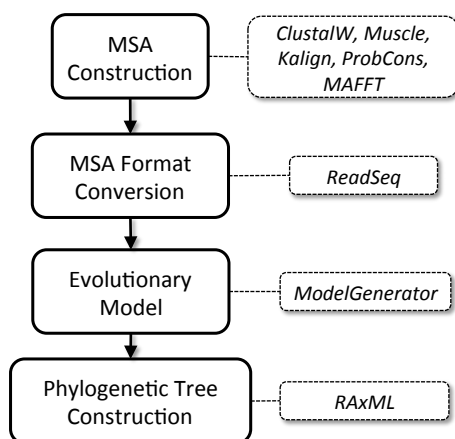 MSA
Construction
ClustalW, Muscle,
Kalign, ProbCons,
MAFFT
MSA Format
Conversion
ReadSeq
Evolutionary
Model
ModelGenerator
Phylogenetic Tree
Construction
RAxML